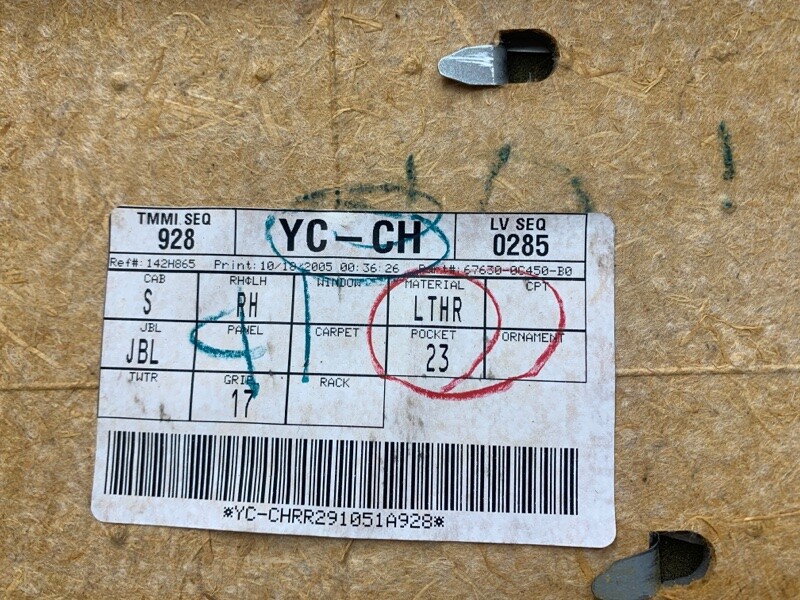 TMMI SEQ
928
YC-CH
LV SEQ
0285
Ref#: 142H865 Print: 10/18/2005 00:36:26 Part#: 67630-0C450-B0
CAB
S
RH¢LH
RH
WINDOW
MATERIAL
LTHR
CPT
JBL
JBL
PANEL
CARPET
POCKET
23
ORNAMENT
TWTR
GRIP
17
RACK
*YC-CHRR291051A928*